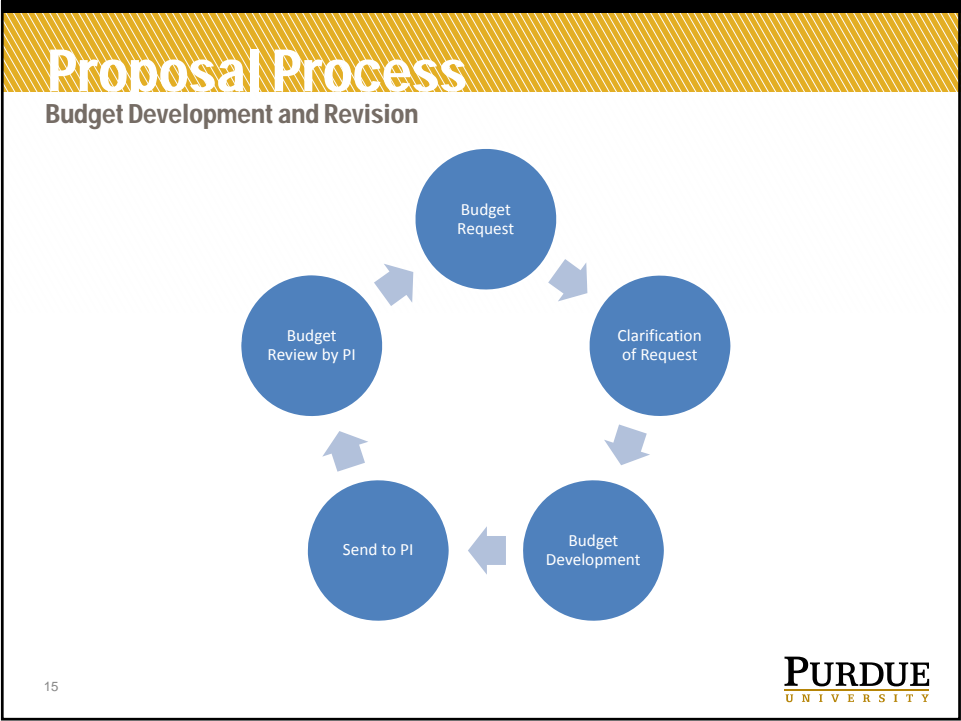 Proposal Process
Budget Development and Revision
Budget
Request
Clarification
of Request
Budget
Development
Send to PI
Budget
Review by PI
15
PURDUE
UNIVERSITY